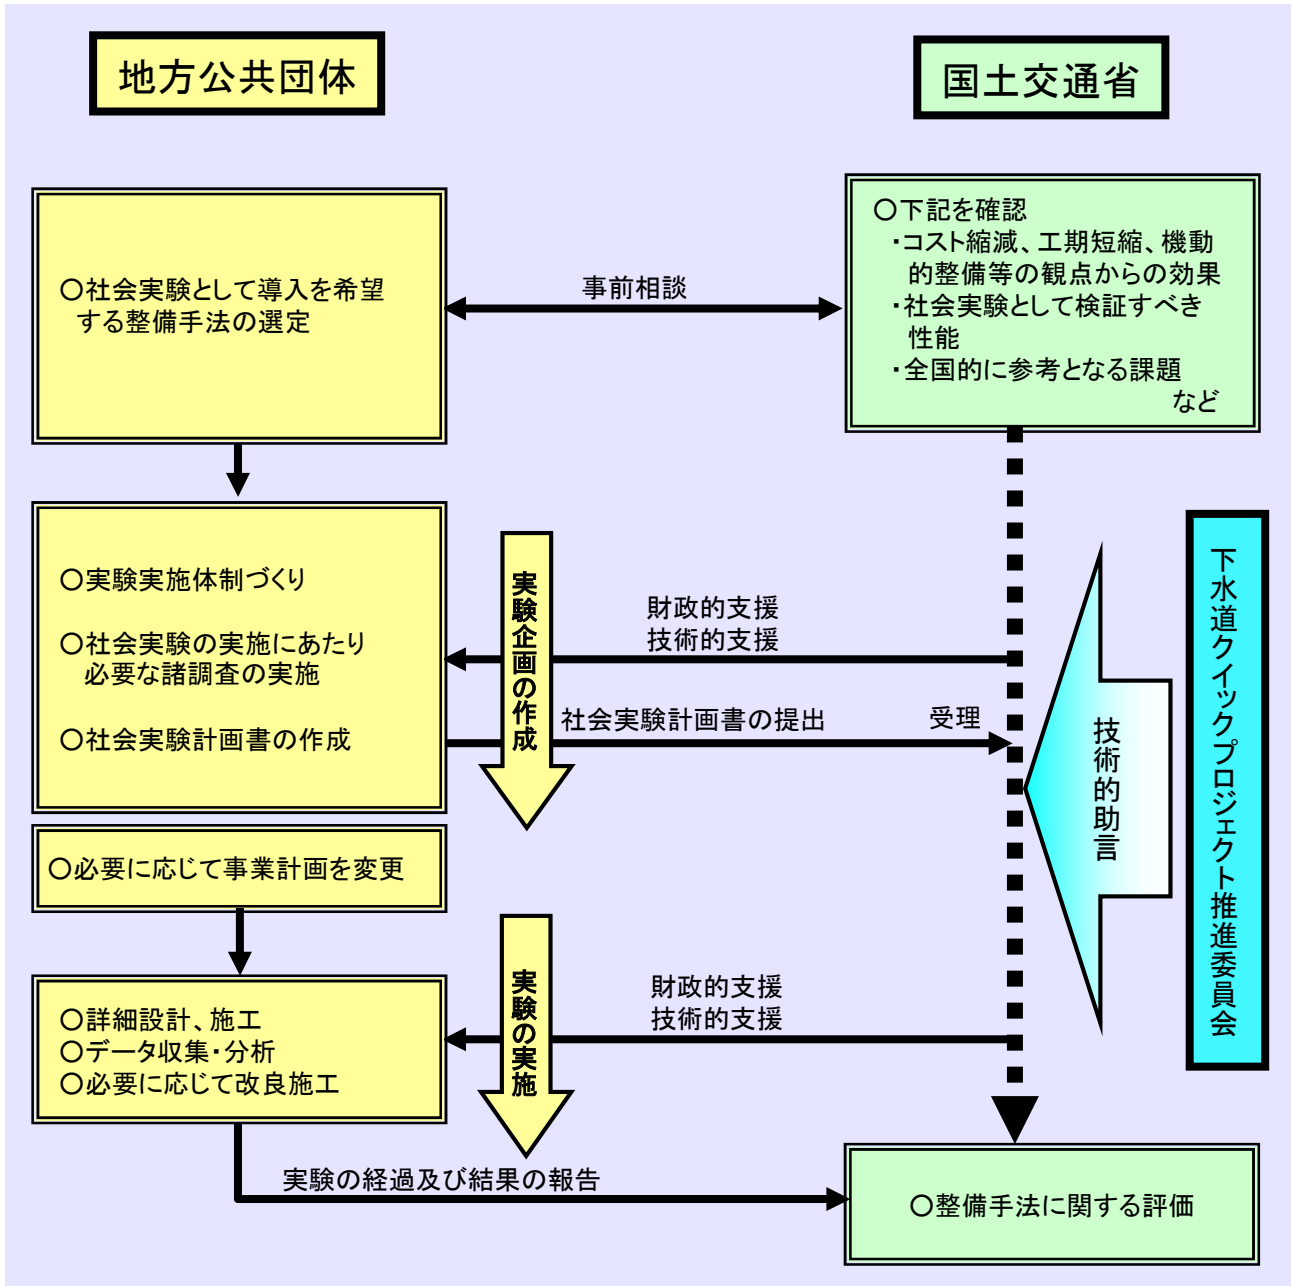 地方公共団体
国土交通省
〇社会実験として導入を希望
する整備手法の選定
事前相談
〇下記を確認
・コスト縮減、工期短縮、機動
的整備等の観点からの効果
・社会実験として検証すべき
性能
・全国的に参考となる課題
など
〇実験実施体制づくり
〇社会実験の実施にあたり
必要な諸調査の実施
〇社会実験計画書の作成
実験企画の作成
財政的支援
技術的支援
社会実験計画書の提出
受理
技術的助言
下水道クイックプロジェクト推進委員会
〇必要に応じて事業計画を変更
〇詳細設計、施工
〇データ収集・分析
〇必要に応じて改良施工
実験の実施
財政的支援
技術的支援
実験の経過及び結果の報告
〇整備手法に関する評価